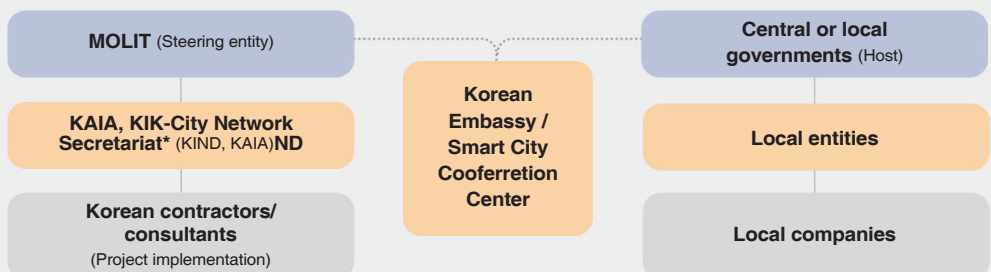 MOLIT (Steering entity)
KAIA, KIK-City Network
Secretariat* (KIND, KAIA)ND
Korean contractors/
consultants
(Project implementation)
Korean
Embassy /
Smart City
Cooferretion
Center
Central or local
governments (Host)
Local entities
Local companies